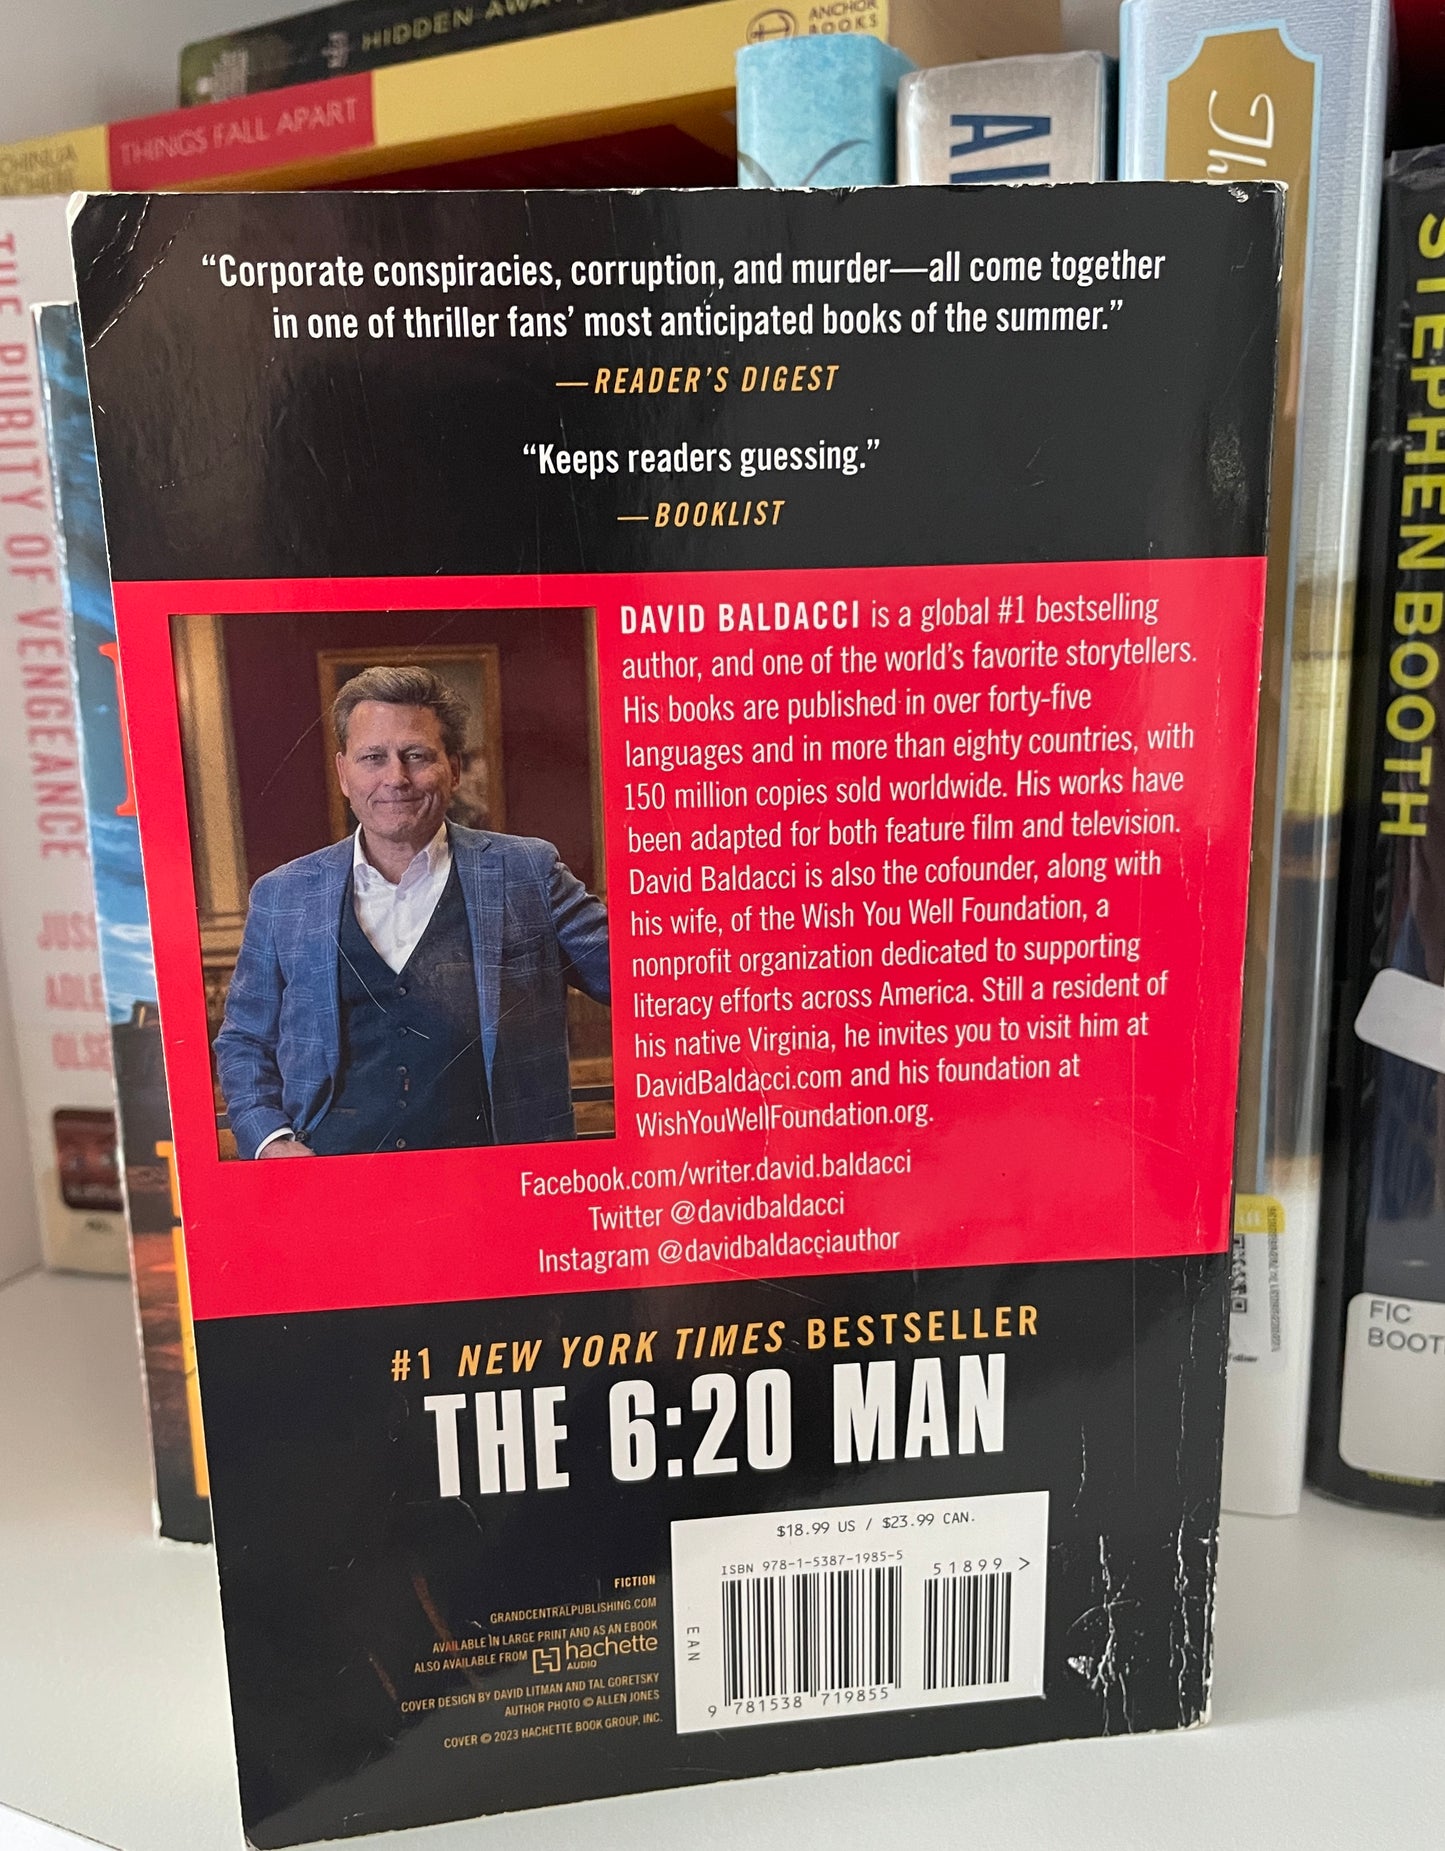 HIDDEN
ANCHOR
BOOKS
THINGS FALL APART
CHINUA
ACHEBE
THE PURITY OF VENGEANCE
STEPHEN BOOTH
FIC
BOOT
“Corporate conspiracies, corruption, and murder—all come together
in one of thriller fans’ most anticipated books of the summer.”
—READER’S DIGEST
“Keeps readers guessing.”
—BOOKLIST
DAVID BALDACCI is a global #1 bestselling
author, and one of the world’s favorite storytellers.
His books are published in over forty-five
languages and in more than eighty countries, with
150 million copies sold worldwide. His works have
been adapted for both feature film and television.
David Baldacci is also the cofounder, along with
his wife, of the Wish You Well Foundation, a
nonprofit organization dedicated to supporting
literacy efforts across America. Still a resident of
his native Virginia, he invites you to visit him at
DavidBaldacci.com and his foundation at
WishYouWellFoundation.org.
Facebook.com/writer.david.baldacci
Twitter @davidbaldacci
Instagram @davidbaldacciauthor
#1 NEW YORK TIMES BESTSELLER
THE 6:20 MAN
$18.99 US / $23.99 CAN.
ISBN 978-1-5387-1985-5
51899 >
EAN
9 781538 719855
FICTION
GRANDCENTRALPUBLISHING.COM
AVAILABLE IN LARGE PRINT AND AS AN EBOOK
ALSO AVAILABLE FROM hachette
AUDIO
COVER DESIGN BY DAVID LITMAN AND TAL GORETSKY
AUTHOR PHOTO © ALLEN JONES
COVER © 2023 HACHETTE BOOK GROUP, INC.